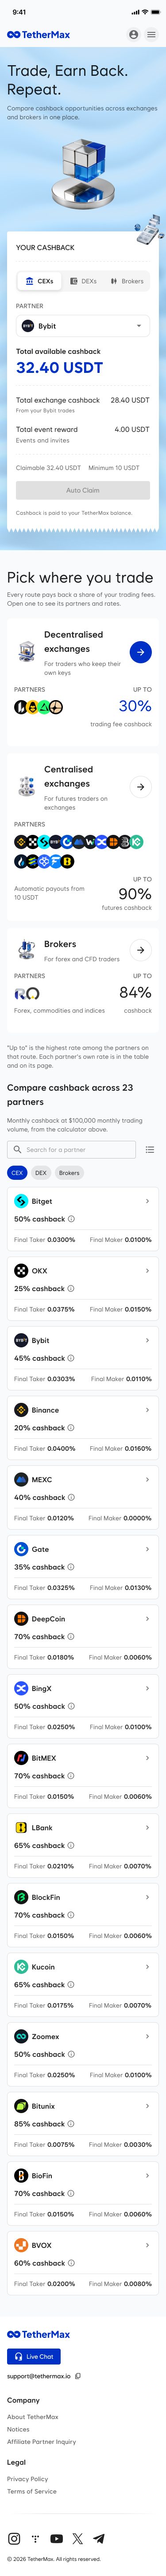 9:41
TetherMax
Trade, Earn Back.
Repeat.
Compare cashback opportunities across exchanges
and brokers in one place.
YOUR CASHBACK
CEXs DEXs Brokers
PARTNER
BYBIT Bybit
Total available cashback
32.40 USDT
Total exchange cashback 28.40 USDT
From your Bybit trades
Total event reward 4.00 USDT
Events and invites
Claimable 32.40 USDT Minimum 10 USDT
Auto Claim
Cashback is paid to your TetherMax balance.
Pick where you trade
Every route pays back a share of your trading fees.
Open one to see its partners and rates.
Decentralised
exchanges
For traders who keep their
own keys
PARTNERS UP TO
30%
trading fee cashback
Centralised
exchanges
For futures traders on
exchanges
PARTNERS
Automatic payouts from
10 USDT
UP TO
90%
futures cashback
Brokers
For forex and CFD traders
PARTNERS UP TO
84%
Forex, commodities and indices cashback
"Up to" is the highest rate among the partners on
that route. Each partner's own rate is in the table
and on its page.
Compare cashback across 23
partners
Monthly cashback at $100,000 monthly trading
volume, from the calculator above.
Search for a partner
CEX DEX Brokers
Bitget
50% cashback
Final Taker 0.0300% Final Maker 0.0100%
OKX
25% cashback
Final Taker 0.0375% Final Maker 0.0150%
BYBIT Bybit
45% cashback
Final Taker 0.0303% Final Maker 0.0110%
Binance
20% cashback
Final Taker 0.0400% Final Maker 0.0160%
MEXC
40% cashback
Final Taker 0.0120% Final Maker 0.0000%
Gate
35% cashback
Final Taker 0.0325% Final Maker 0.0130%
DeepCoin
70% cashback
Final Taker 0.0180% Final Maker 0.0060%
BingX
50% cashback
Final Taker 0.0250% Final Maker 0.0100%
BitMEX
70% cashback
Final Taker 0.0150% Final Maker 0.0060%
LBank
65% cashback
Final Taker 0.0210% Final Maker 0.0070%
BlockFin
70% cashback
Final Taker 0.0150% Final Maker 0.0060%
Kucoin
65% cashback
Final Taker 0.0175% Final Maker 0.0070%
Zoomex
50% cashback
Final Taker 0.0250% Final Maker 0.0100%
Bitunix
85% cashback
Final Taker 0.0075% Final Maker 0.0030%
BioFin
70% cashback
Final Taker 0.0150% Final Maker 0.0060%
BVOX
60% cashback
Final Taker 0.0200% Final Maker 0.0080%
TetherMax
Live Chat
support@tethermax.io
Company
About TetherMax
Notices
Affiliate Partner Inquiry
Legal
Privacy Policy
Terms of Service
© 2026 TetherMax. All rights reserved.